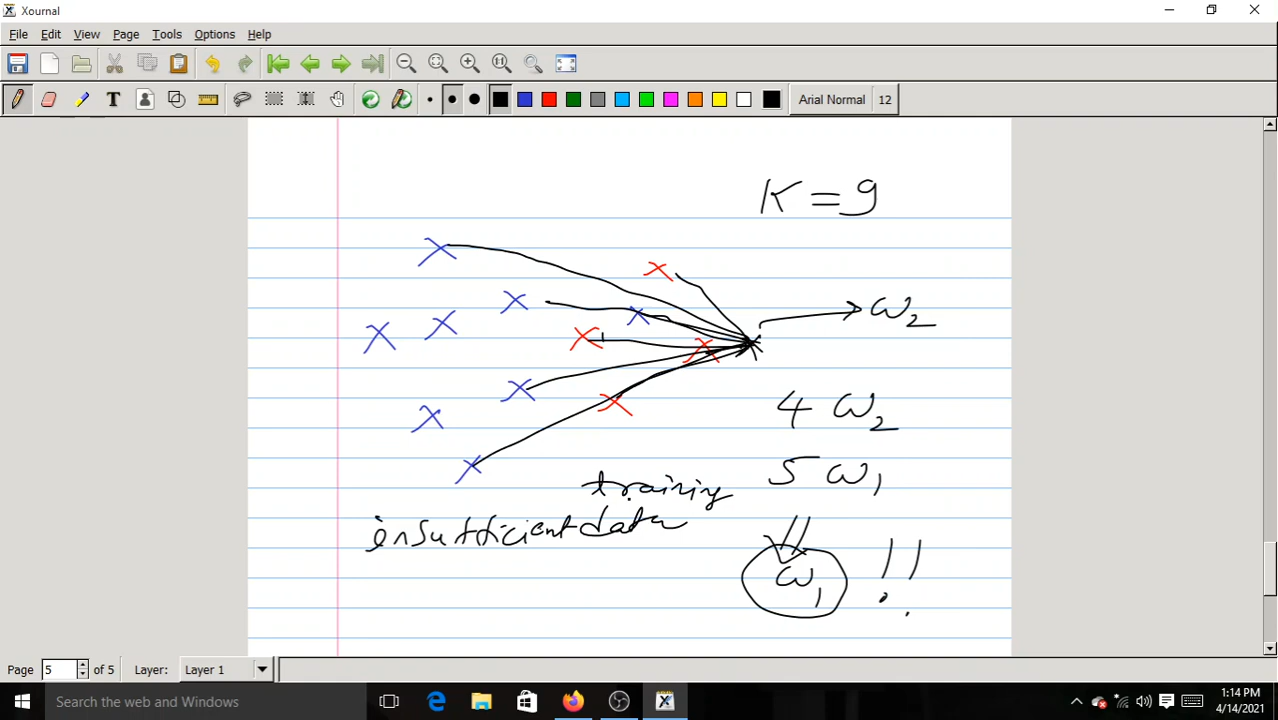 Xournal
File Edit View Page Tools Options Help
Arial Normal 12
K = 9
ω2
4 ω2
5 ω1
training
insufficient data
ω1 !!
Page 5 of 5 Layer: Layer 1
Search the web and Windows
1:14 PM
4/14/2021